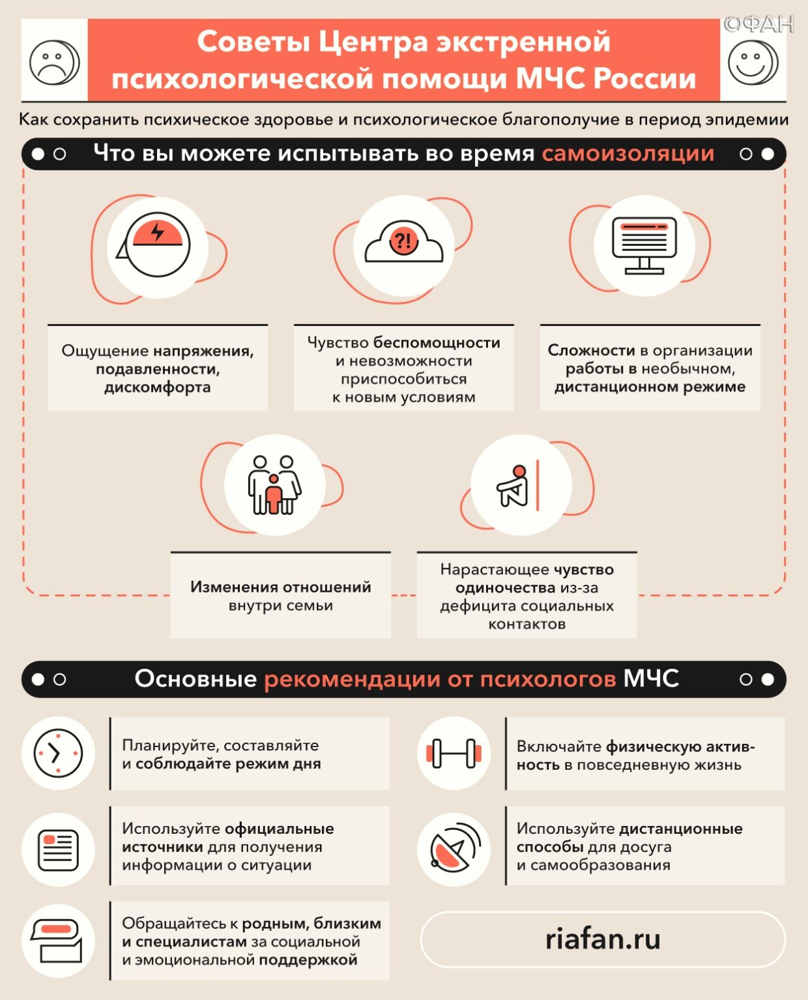 ©ФАН
Советы Центра экстренной
психологической помощи МЧС России
Как сохранить психическое здоровье и психологическое благополучие в период эпидемии
Что вы можете испытывать во время самоизоляции
?!
Ощущение напряжения,
подавленности,
дискомфорта
Чувство беспомощности
и невозможности
приспособиться
к новым условиям
Сложности в организации
работы в необычном,
дистанционном режиме
Изменения отношений
внутри семьи
Нарастающее чувство
одиночества из-за
дефицита социальных
контактов
Основные рекомендации от психологов МЧС
Планируйте, составляйте
и соблюдайте режим дня
Включайте физическую актив-
ность в повседневную жизнь
Используйте официальные
источники для получения
информации о ситуации
Используйте дистанционные
способы для досуга
и самообразования
Обращайтесь к родным, близким
и специалистам за социальной
и эмоциональной поддержкой
riafan.ru